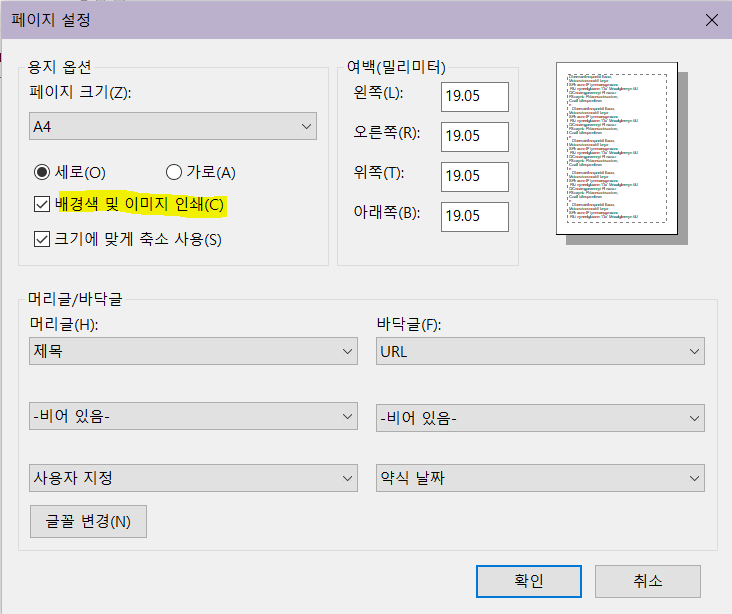 페이지 설정
용지 옵션
페이지 크기(Z):
A4
세로(O) 가로(A)
배경색 및 이미지 인쇄(C)
크기에 맞게 축소 사용(S)
여백(밀리미터)
왼쪽(L): 19.05
오른쪽(R): 19.05
위쪽(T): 19.05
아래쪽(B): 19.05
머리글/바닥글
머리글(H): 바닥글(F):
제목 URL
-비어 있음- -비어 있음-
사용자 지정 약식 날짜
글꼴 변경(N)
확인 취소